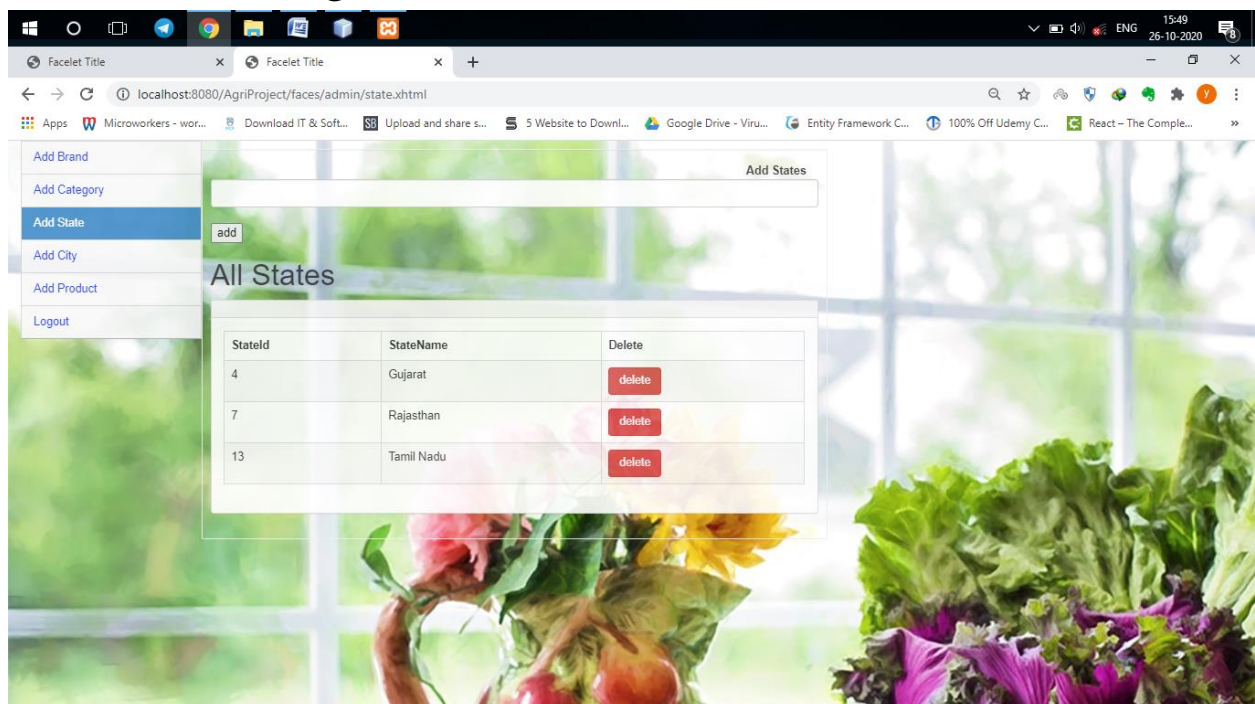 ENG
15:49
26-10-2020
8
Facelet Title
Facelet Title
localhost:8080/AgriProject/faces/admin/state.xhtml
y
Apps
Microworkers - wor...
Download IT & Soft...
SB Upload and share s...
S 5 Website to Downl...
Google Drive - Viru...
Entity Framework C...
100% Off Udemy C...
React – The Comple...
»
Add Brand
Add Category
Add State
Add City
Add Product
Logout
Add States
add
All States
StateId StateName Delete
4 Gujarat delete
7 Rajasthan delete
13 Tamil Nadu delete